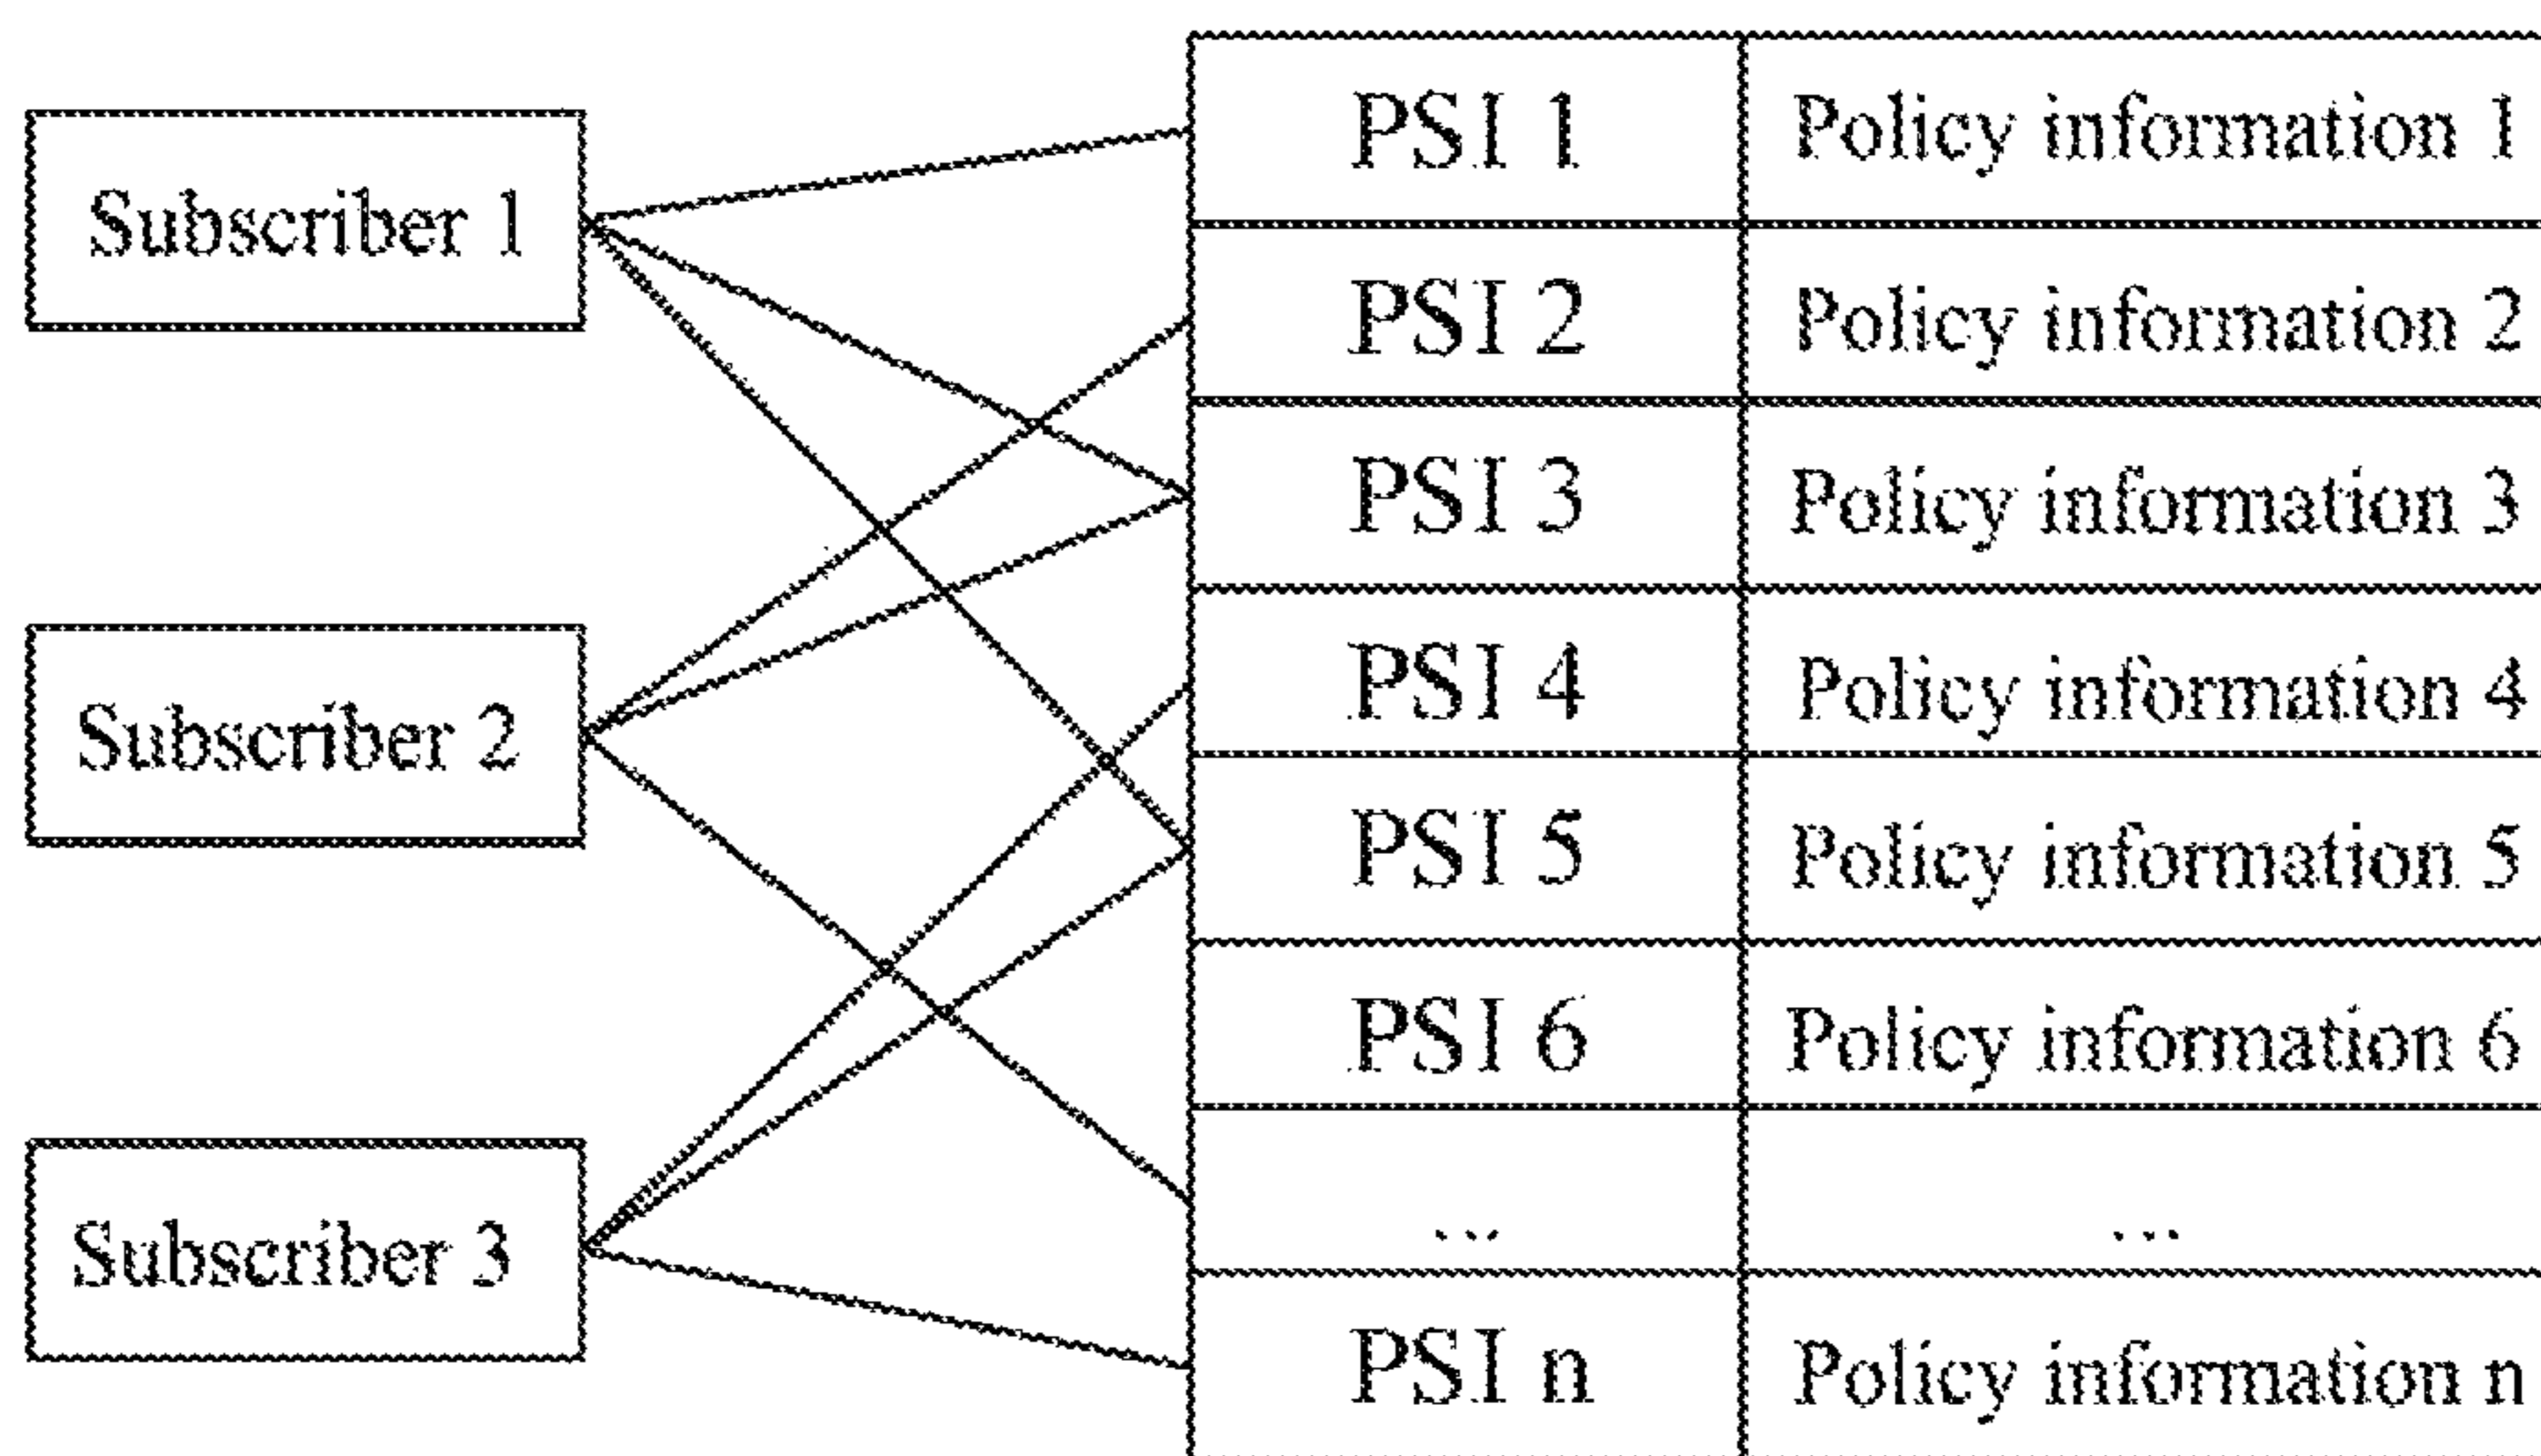 Subscriber 1
Subscriber 2
Subscriber 3
PSI 1 Policy information 1
PSI 2 Policy information 2
PSI 3 Policy information 3
PSI 4 Policy information 4
PSI 5 Policy information 5
PSI 6 Policy information 6
... ...
PSI n Policy information n